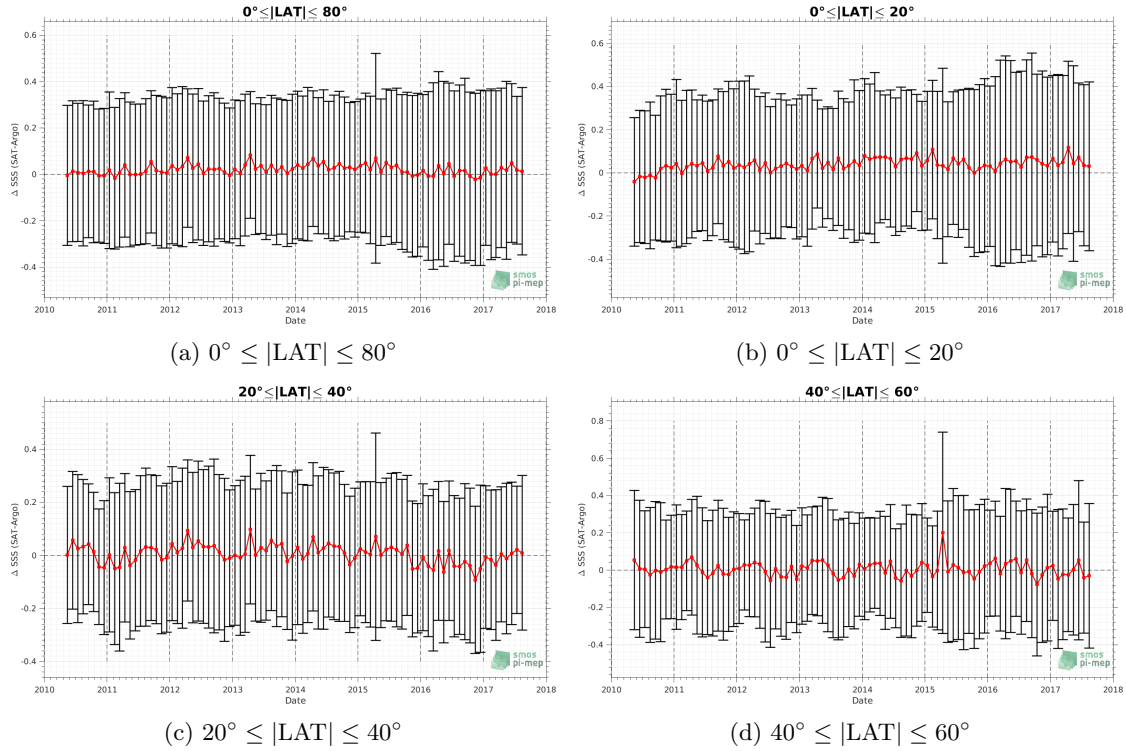 0°≤|LAT|≤ 80°
0.6
0.4
0.2
0
-0.2
-0.4
Δ SSS (SAT-Argo)
smos
pi-mep
2010 2011 2012 2013 2014 2015 2016 2017 2018
Date
(a) 0° ≤ |LAT| ≤ 80°
0°≤|LAT|≤ 20°
0.6
0.4
0.2
0
-0.2
-0.4
Δ SSS (SAT-Argo)
smos
pi-mep
2010 2011 2012 2013 2014 2015 2016 2017 2018
Date
(b) 0° ≤ |LAT| ≤ 20°
20°≤|LAT|≤ 40°
0.4
0.2
0
-0.2
-0.4
Δ SSS (SAT-Argo)
smos
pi-mep
2010 2011 2012 2013 2014 2015 2016 2017 2018
Date
(c) 20° ≤ |LAT| ≤ 40°
40°≤|LAT|≤ 60°
0.8
0.6
0.4
0.2
0
-0.2
-0.4
Δ SSS (SAT-Argo)
smos
pi-mep
2010 2011 2012 2013 2014 2015 2016 2017 2018
Date
(d) 40° ≤ |LAT| ≤ 60°